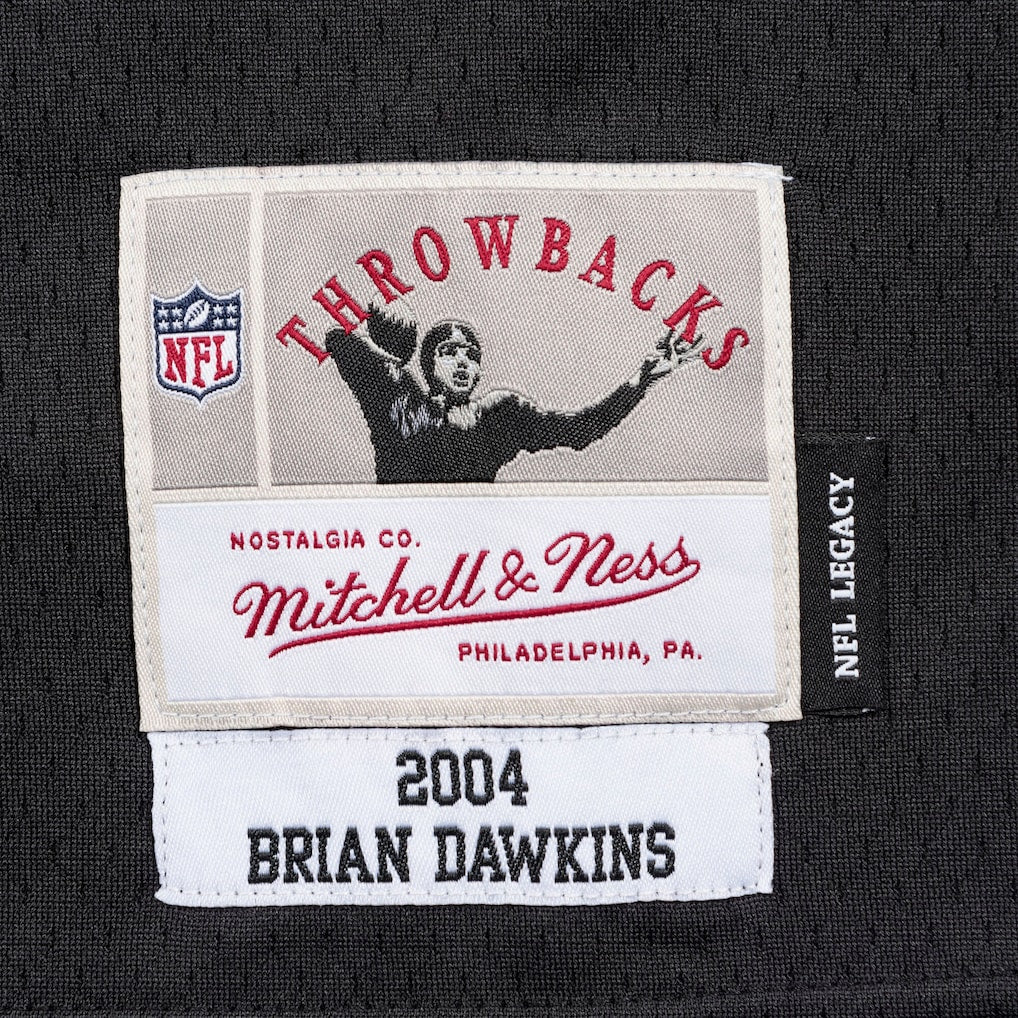 THROWBACKS
NFL
NOSTALGIA CO.
Mitchell & Ness
PHILADELPHIA, PA.
NFL LEGACY
2004
BRIAN DAWKINS